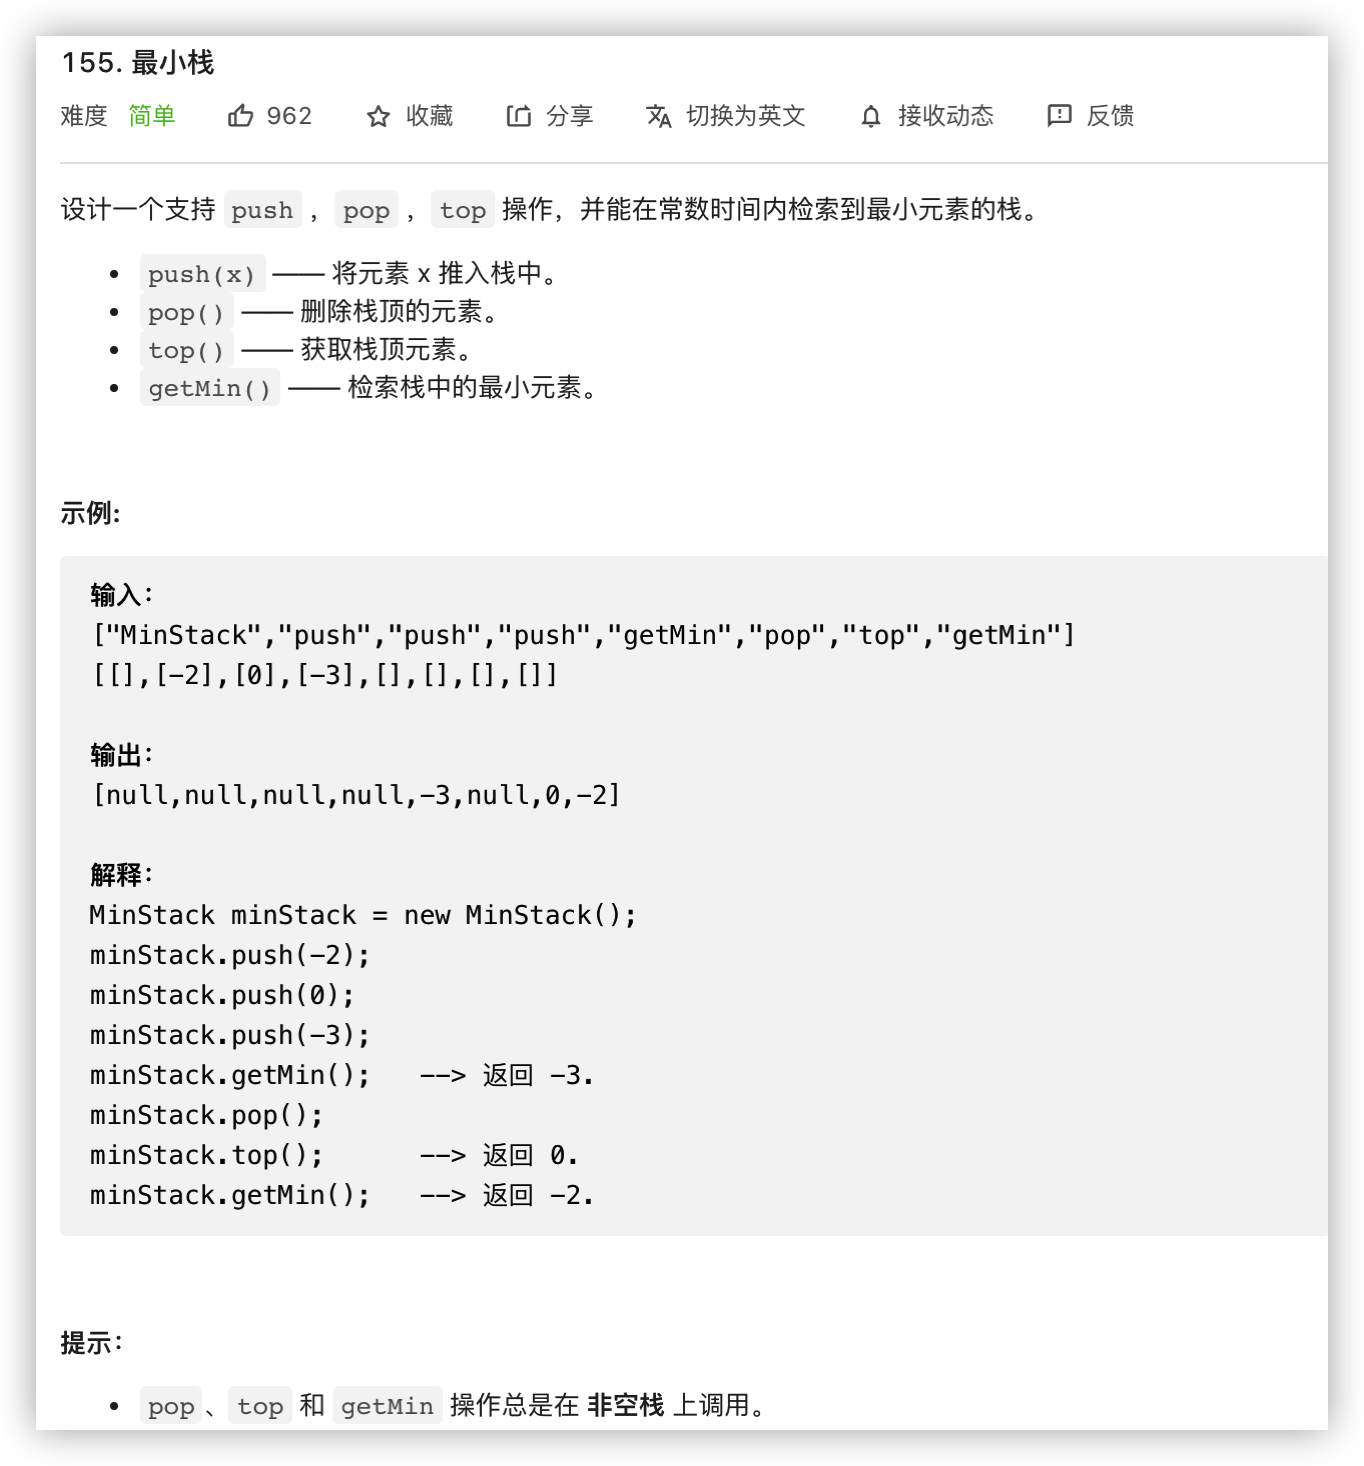 155. 最小栈
难度 简单 962 收藏 分享 切换为英文 接收动态 反馈
设计一个支持 push ，pop ，top 操作，并能在常数时间内检索到最小元素的栈。
• push(x) —— 将元素 x 推入栈中。
• pop() —— 删除栈顶的元素。
• top() —— 获取栈顶元素。
• getMin() —— 检索栈中的最小元素。
示例:
输入：
["MinStack","push","push","push","getMin","pop","top","getMin"]
[[],[-2],[0],[-3],[],[],[],[]]
输出：
[null,null,null,null,-3,null,0,-2]
解释：
MinStack minStack = new MinStack();
minStack.push(-2);
minStack.push(0);
minStack.push(-3);
minStack.getMin();   --> 返回 -3.
minStack.pop();
minStack.top();      --> 返回 0.
minStack.getMin();   --> 返回 -2.
提示：
• pop、top 和 getMin 操作总是在 非空栈 上调用。